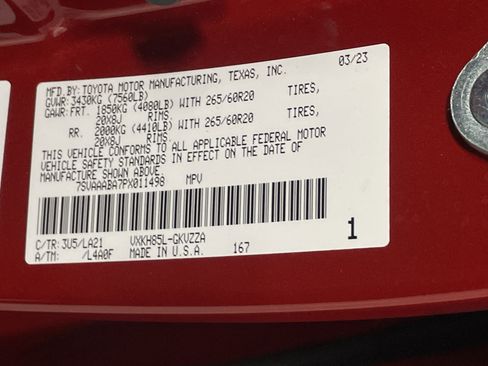 MFD. BY: TOYOTA MOTOR MANUFACTURING, TEXAS, INC. 03/23
GVWR: 3430KG (7560LB)
GAWR: FRT. 1850KG (4080LB) WITH 265/60R20 TIRES,
20X8J RIMS
RR. 2000KG (4410LB) WITH 265/60R20 TIRES,
20X8J RIMS
THIS VEHICLE CONFORMS TO ALL APPLICABLE FEDERAL MOTOR
VEHICLE SAFETY STANDARDS IN EFFECT ON THE DATE OF
MANUFACTURE SHOWN ABOVE.
7SVAAABA7PX011498 MPV
C/TR: 3U5/LA21 VXKH85L-GKVZZA
A/TM: /L4A0F MADE IN U.S.A. 167 1